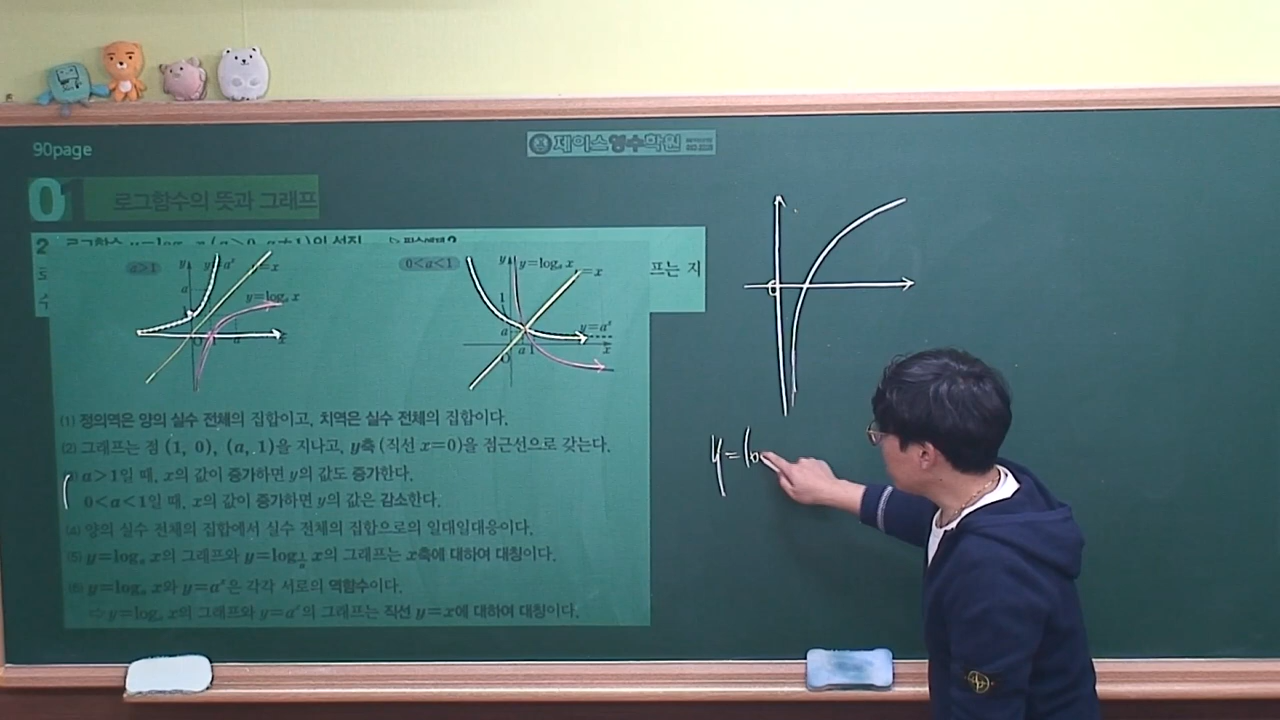 90page
제이스영수학원
01 로그함수의 뜻과 그래프
2
프는 지
a>1
y
y=aˣ
=x
a
y=logₐ x
O
a
x
0<a<1
y
y=logₐ x
=x
1
a
y=aˣ
O
a
1
x
(1) 정의역은 양의 실수 전체의 집합이고, 치역은 실수 전체의 집합이다.
(2) 그래프는 점 (1, 0), (a, 1)을 지나고, y축 (직선 x=0)을 점근선으로 갖는다.
(3) a>1일 때, x의 값이 증가하면 y의 값도 증가한다.
0<a<1일 때, x의 값이 증가하면 y의 값은 감소한다.
(4) 양의 실수 전체의 집합에서 실수 전체의 집합으로의 일대일대응이다.
(5) y=logₐ x의 그래프와 y=log_{1/a} x의 그래프는 x축에 대하여 대칭이다.
(6) y=logₐ x와 y=aˣ은 각각 서로의 역함수이다.
⇨ y=logₐ x의 그래프와 y=aˣ의 그래프는 직선 y=x에 대하여 대칭이다.
0
y=lo